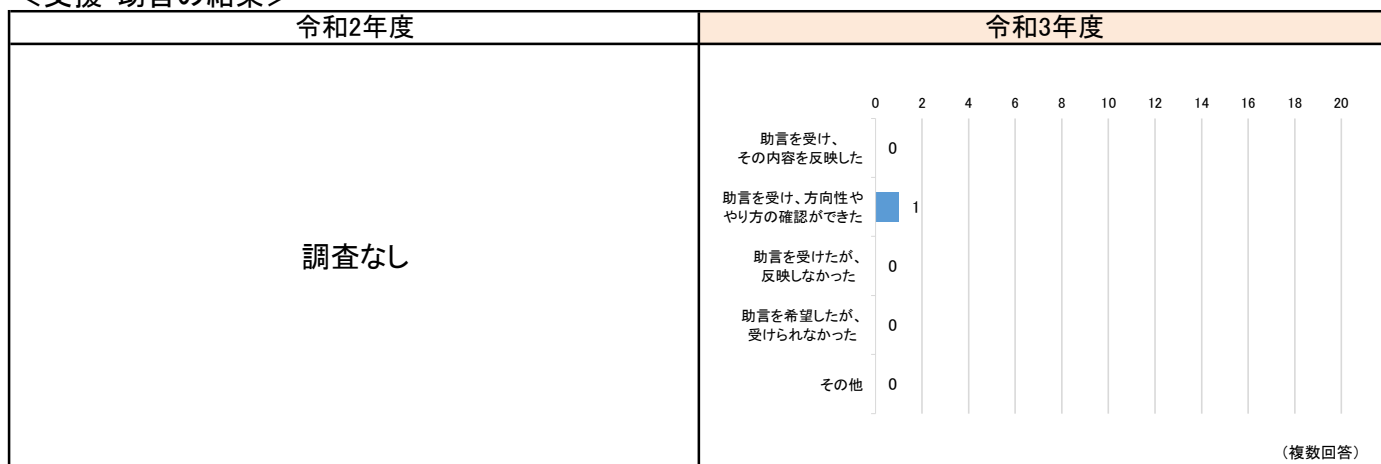 ＜支援・助言の結果＞
令和2年度
令和3年度
調査なし
0 2 4 6 8 10 12 14 16 18 20
助言を受け、
その内容を反映した
0
助言を受け、方向性や
やり方の確認ができた
1
助言を受けたが、
反映しなかった
0
助言を希望したが、
受けられなかった
0
その他
0
（複数回答）